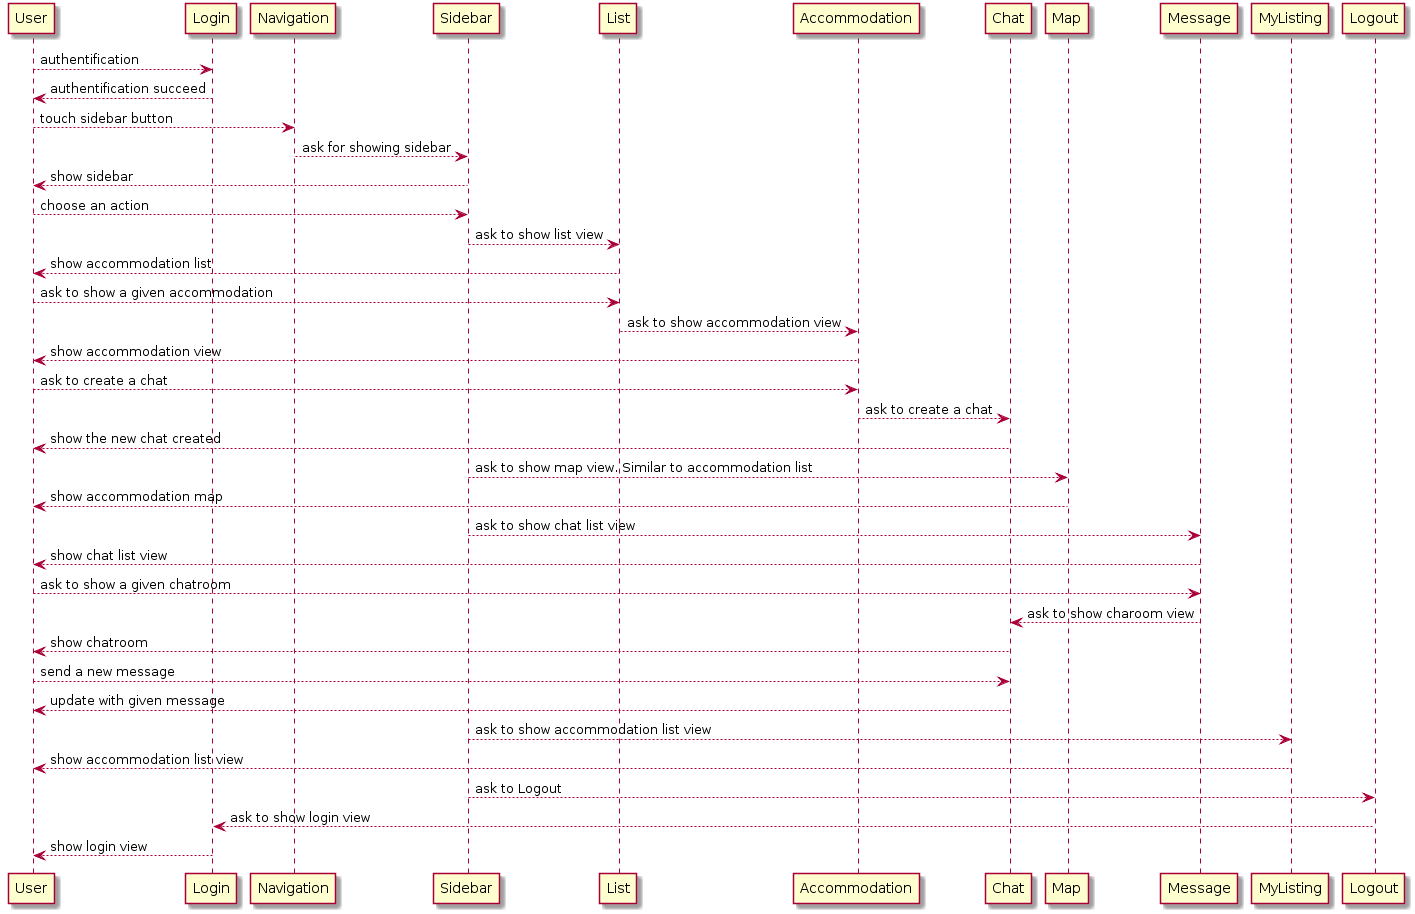 User Login Navigation Sidebar List Accommodation Chat Map Message MyListing Logout
authentification
authentification succeed
touch sidebar button
ask for showing sidebar
show sidebar
choose an action
ask to show list view
show accommodation list
ask to show a given accommodation
ask to show accommodation view
show accommodation view
ask to create a chat
ask to create a chat
show the new chat created
ask to show map view. Similar to accommodation list
show accommodation map
ask to show chat list view
show chat list view
ask to show a given chatroom
ask to show charoom view
show chatroom
send a new message
update with given message
ask to show accommodation list view
show accommodation list view
ask to Logout
ask to show login view
show login view
User Login Navigation Sidebar List Accommodation Chat Map Message MyListing Logout